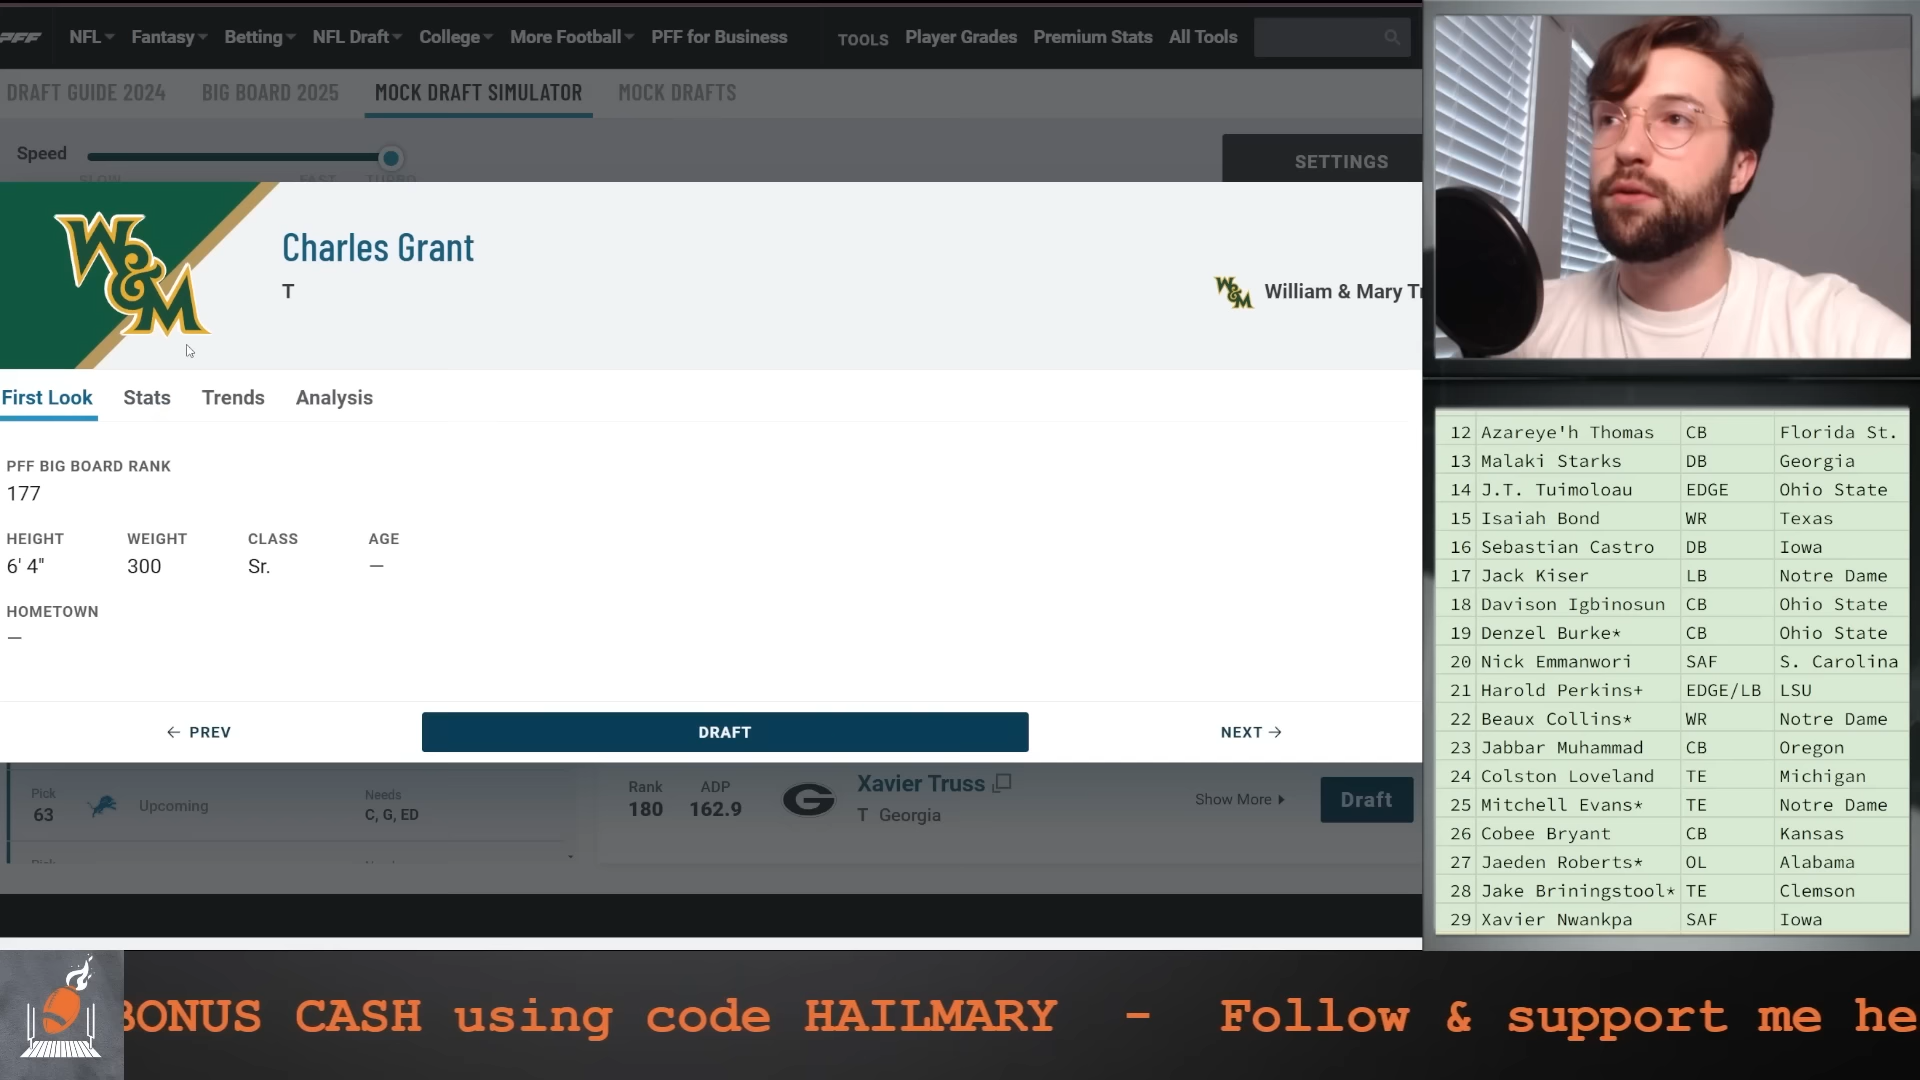 PFF NFL Fantasy Betting NFL Draft College More Football PFF for Business TOOLS Player Grades Premium Stats All Tools
DRAFT GUIDE 2024 BIG BOARD 2025 MOCK DRAFT SIMULATOR MOCK DRAFTS
Speed
SLOW FAST TURBO
SETTINGS
W&M
Charles Grant
T
W&M William & Mary Tr
First Look Stats Trends Analysis
PFF BIG BOARD RANK
177
HEIGHT WEIGHT CLASS AGE
6' 4" 300 Sr. —
HOMETOWN
—
← PREV DRAFT NEXT →
Pick
63
Upcoming
Needs
C, G, ED
Rank
180
ADP
162.9
G
Xavier Truss
T Georgia
Show More
Draft
12 Azareye'h Thomas CB Florida St.
13 Malaki Starks DB Georgia
14 J.T. Tuimoloau EDGE Ohio State
15 Isaiah Bond WR Texas
16 Sebastian Castro DB Iowa
17 Jack Kiser LB Notre Dame
18 Davison Igbinosun CB Ohio State
19 Denzel Burke* CB Ohio State
20 Nick Emmanwori SAF S. Carolina
21 Harold Perkins+ EDGE/LB LSU
22 Beaux Collins* WR Notre Dame
23 Jabbar Muhammad CB Oregon
24 Colston Loveland TE Michigan
25 Mitchell Evans* TE Notre Dame
26 Cobee Bryant CB Kansas
27 Jaeden Roberts* OL Alabama
28 Jake Briningstool* TE Clemson
29 Xavier Nwankpa SAF Iowa
BONUS CASH using code HAILMARY - Follow & support me he